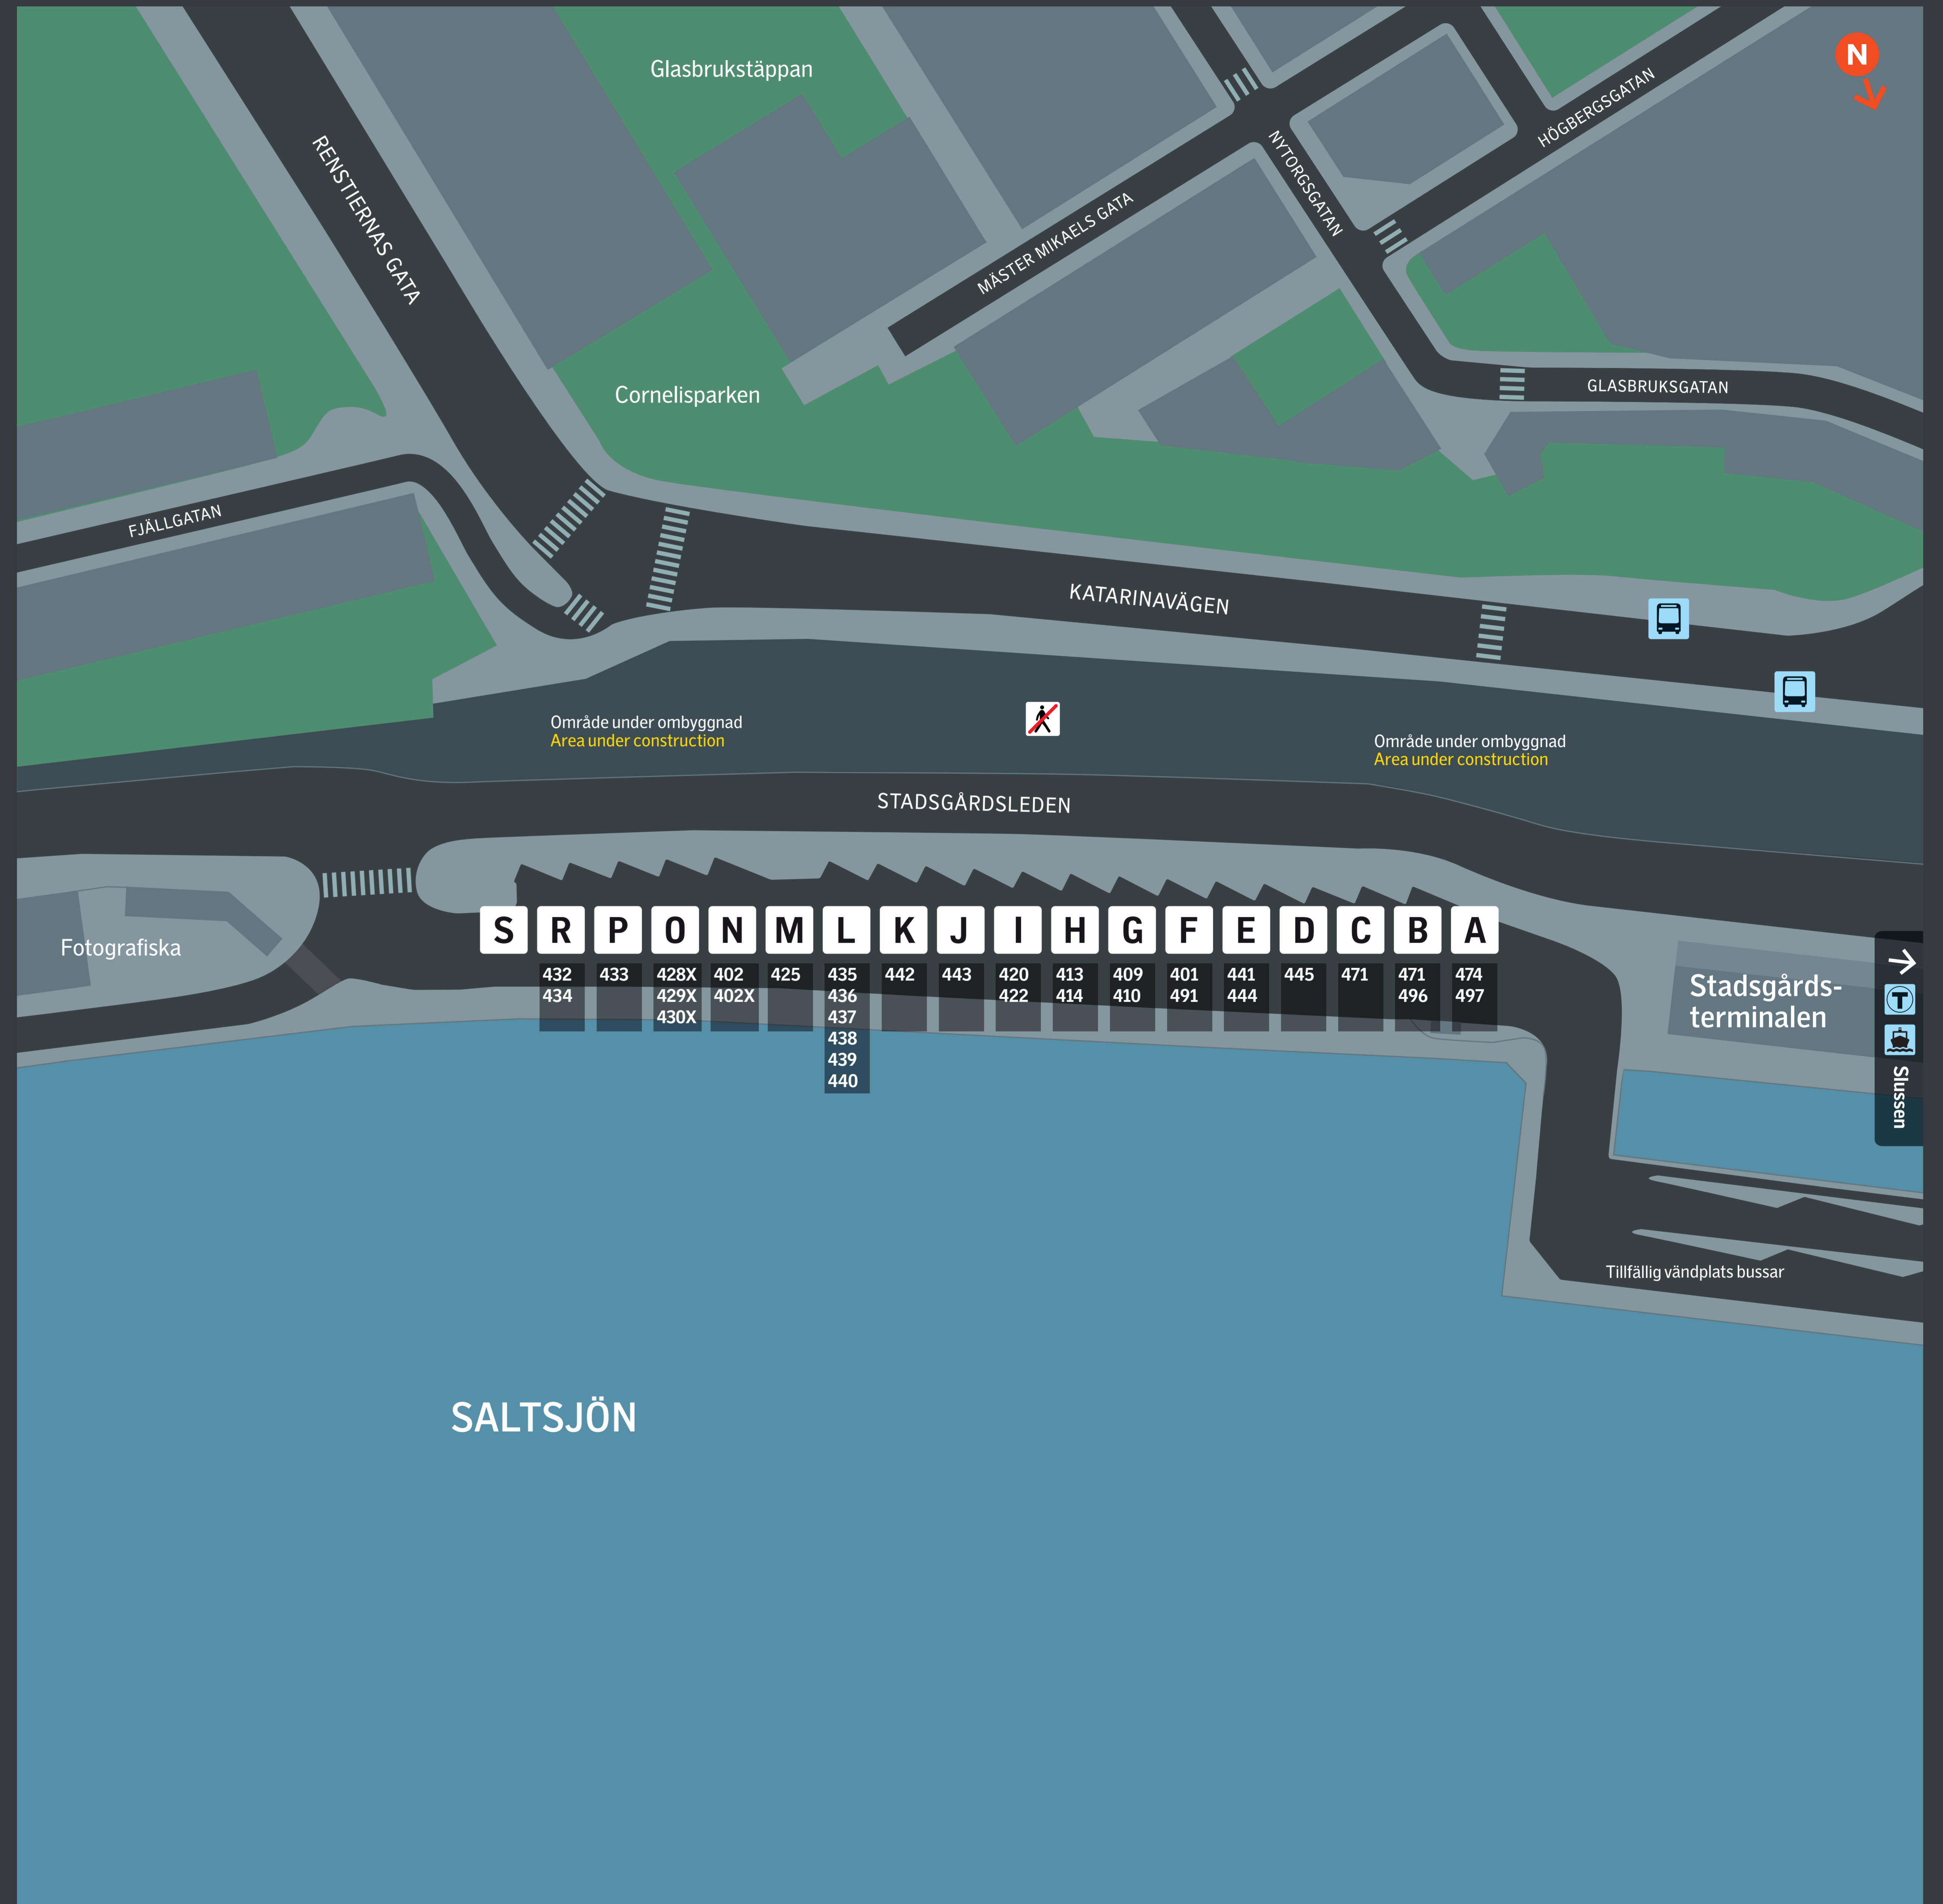 N
Glasbrukstäppan
HÖGBERGSGATAN
NYTORGSGATAN
RENSTIERNAS GATA
MÄSTER MIKAELS GATA
GLASBRUKSGATAN
Cornelisparken
FJÄLLGATAN
KATARINAVÄGEN
Område under ombyggnad
Area under construction
Område under ombyggnad
Area under construction
STADSGÅRDSLEDEN
Fotografiska
S R P O N M L K J I H G F E D C B A
432 433 428X 402 425 435 442 443 420 413 409 401 441 445 471 471 474
434 429X 402X 436 422 414 410 491 444 496 497
430X 437
438
439
440
Stadsgårds-
terminalen
T
Slussen
Tillfällig vändplats bussar
SALTSJÖN